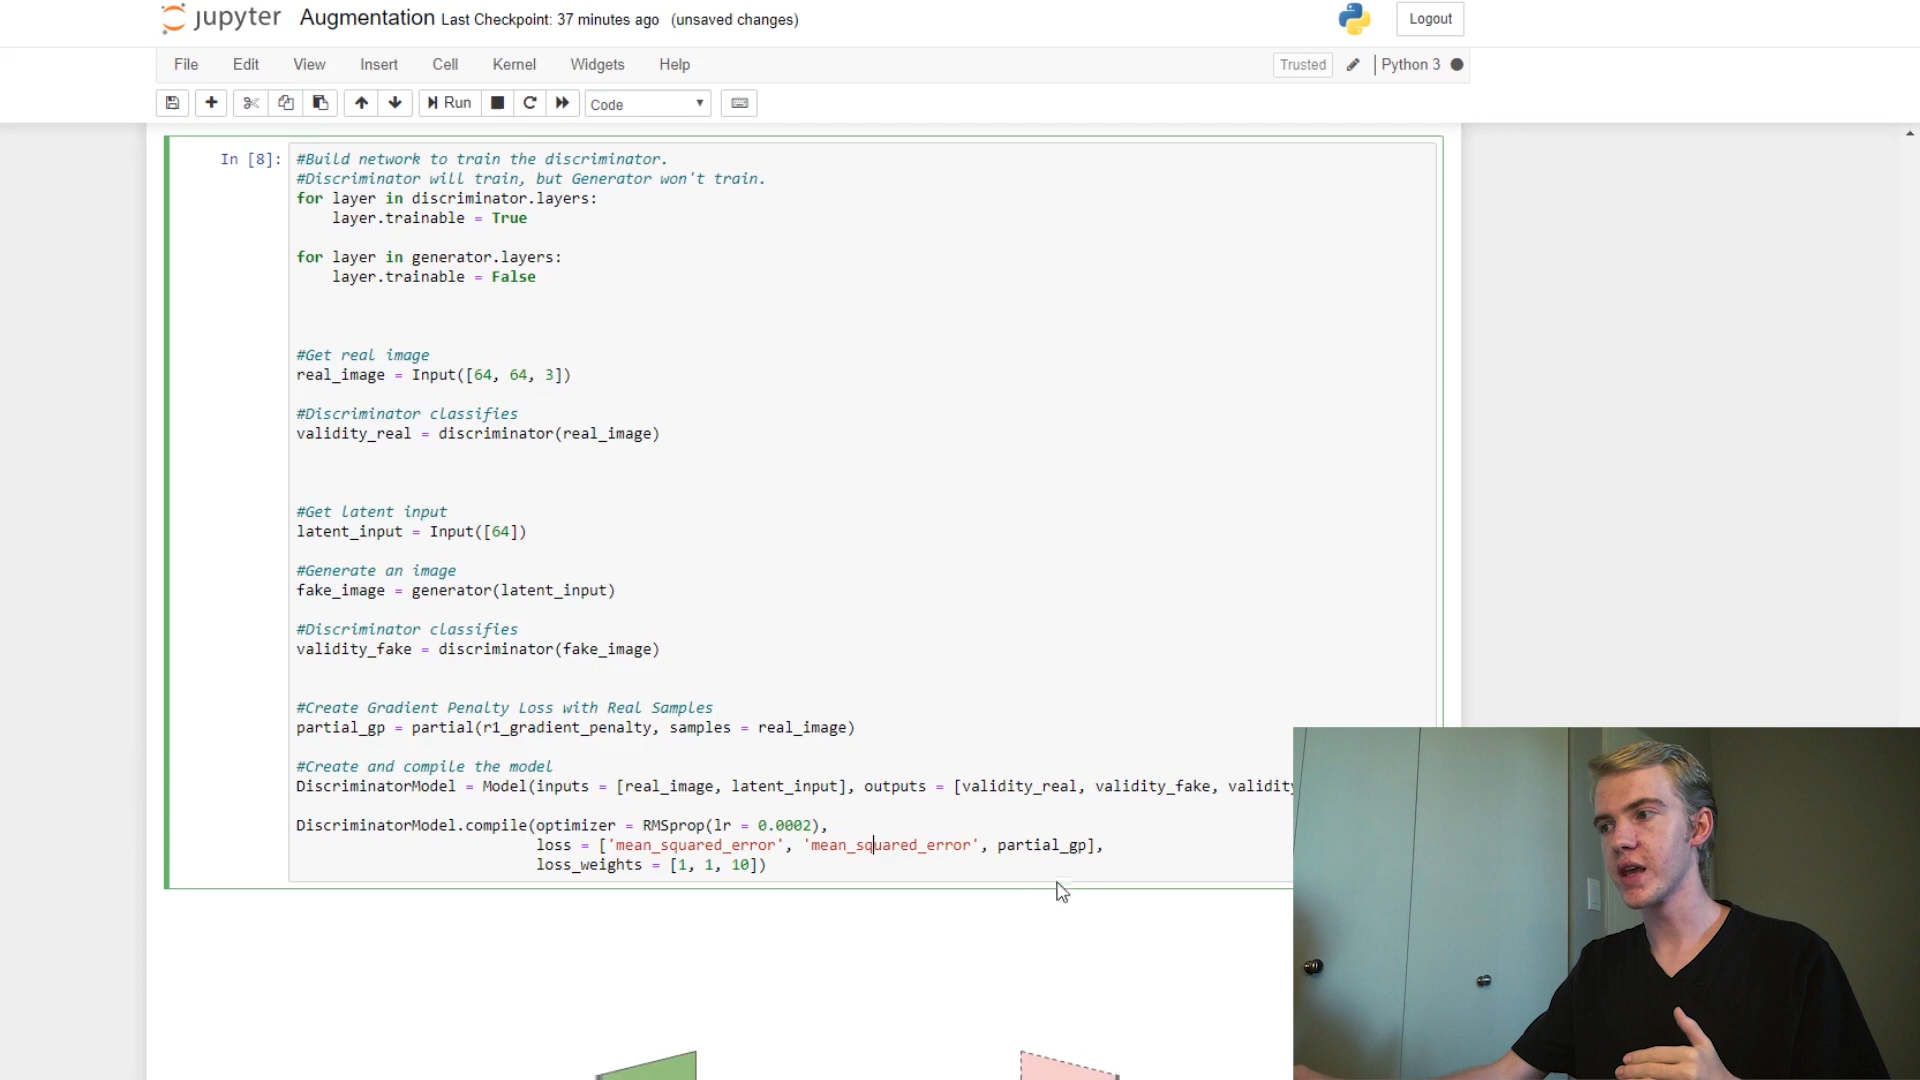 jupyter Augmentation Last Checkpoint: 37 minutes ago (unsaved changes) Logout
File Edit View Insert Cell Kernel Widgets Help Trusted Python 3
Run Code
In [8]: #Build network to train the discriminator.
#Discriminator will train, but Generator won't train.
for layer in discriminator.layers:
layer.trainable = True
for layer in generator.layers:
layer.trainable = False
#Get real image
real_image = Input([64, 64, 3])
#Discriminator classifies
validity_real = discriminator(real_image)
#Get latent input
latent_input = Input([64])
#Generate an image
fake_image = generator(latent_input)
#Discriminator classifies
validity_fake = discriminator(fake_image)
#Create Gradient Penalty Loss with Real Samples
partial_gp = partial(r1_gradient_penalty, samples = real_image)
#Create and compile the model
DiscriminatorModel = Model(inputs = [real_image, latent_input], outputs = [validity_real, validity_fake, validity
DiscriminatorModel.compile(optimizer = RMSprop(lr = 0.0002),
loss = ['mean_squared_error', 'mean_squared_error', partial_gp],
loss_weights = [1, 1, 10])